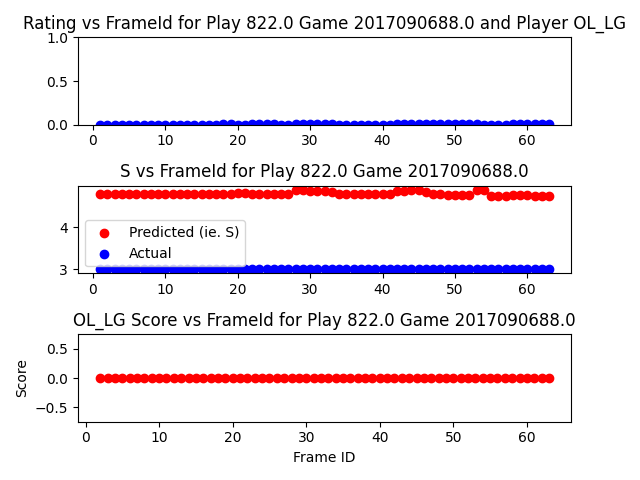 Rating vs FrameId for Play 822.0 Game 2017090688.0 and Player OL_LG
1.0
0.5
0.0
0 10 20 30 40 50 60
S vs FrameId for Play 822.0 Game 2017090688.0
4
3
Predicted (ie. S)
Actual
0 10 20 30 40 50 60
OL_LG Score vs FrameId for Play 822.0 Game 2017090688.0
Score
0.5
0.0
−0.5
0 10 20 30 40 50 60
Frame ID